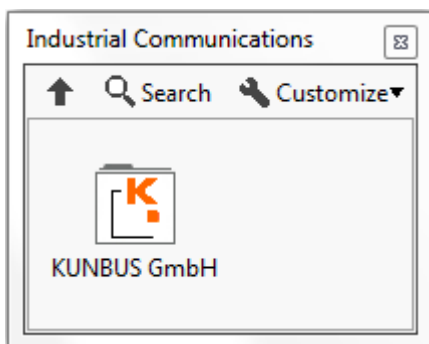 Industrial Communications
Search Customize
K
KUNBUS GmbH